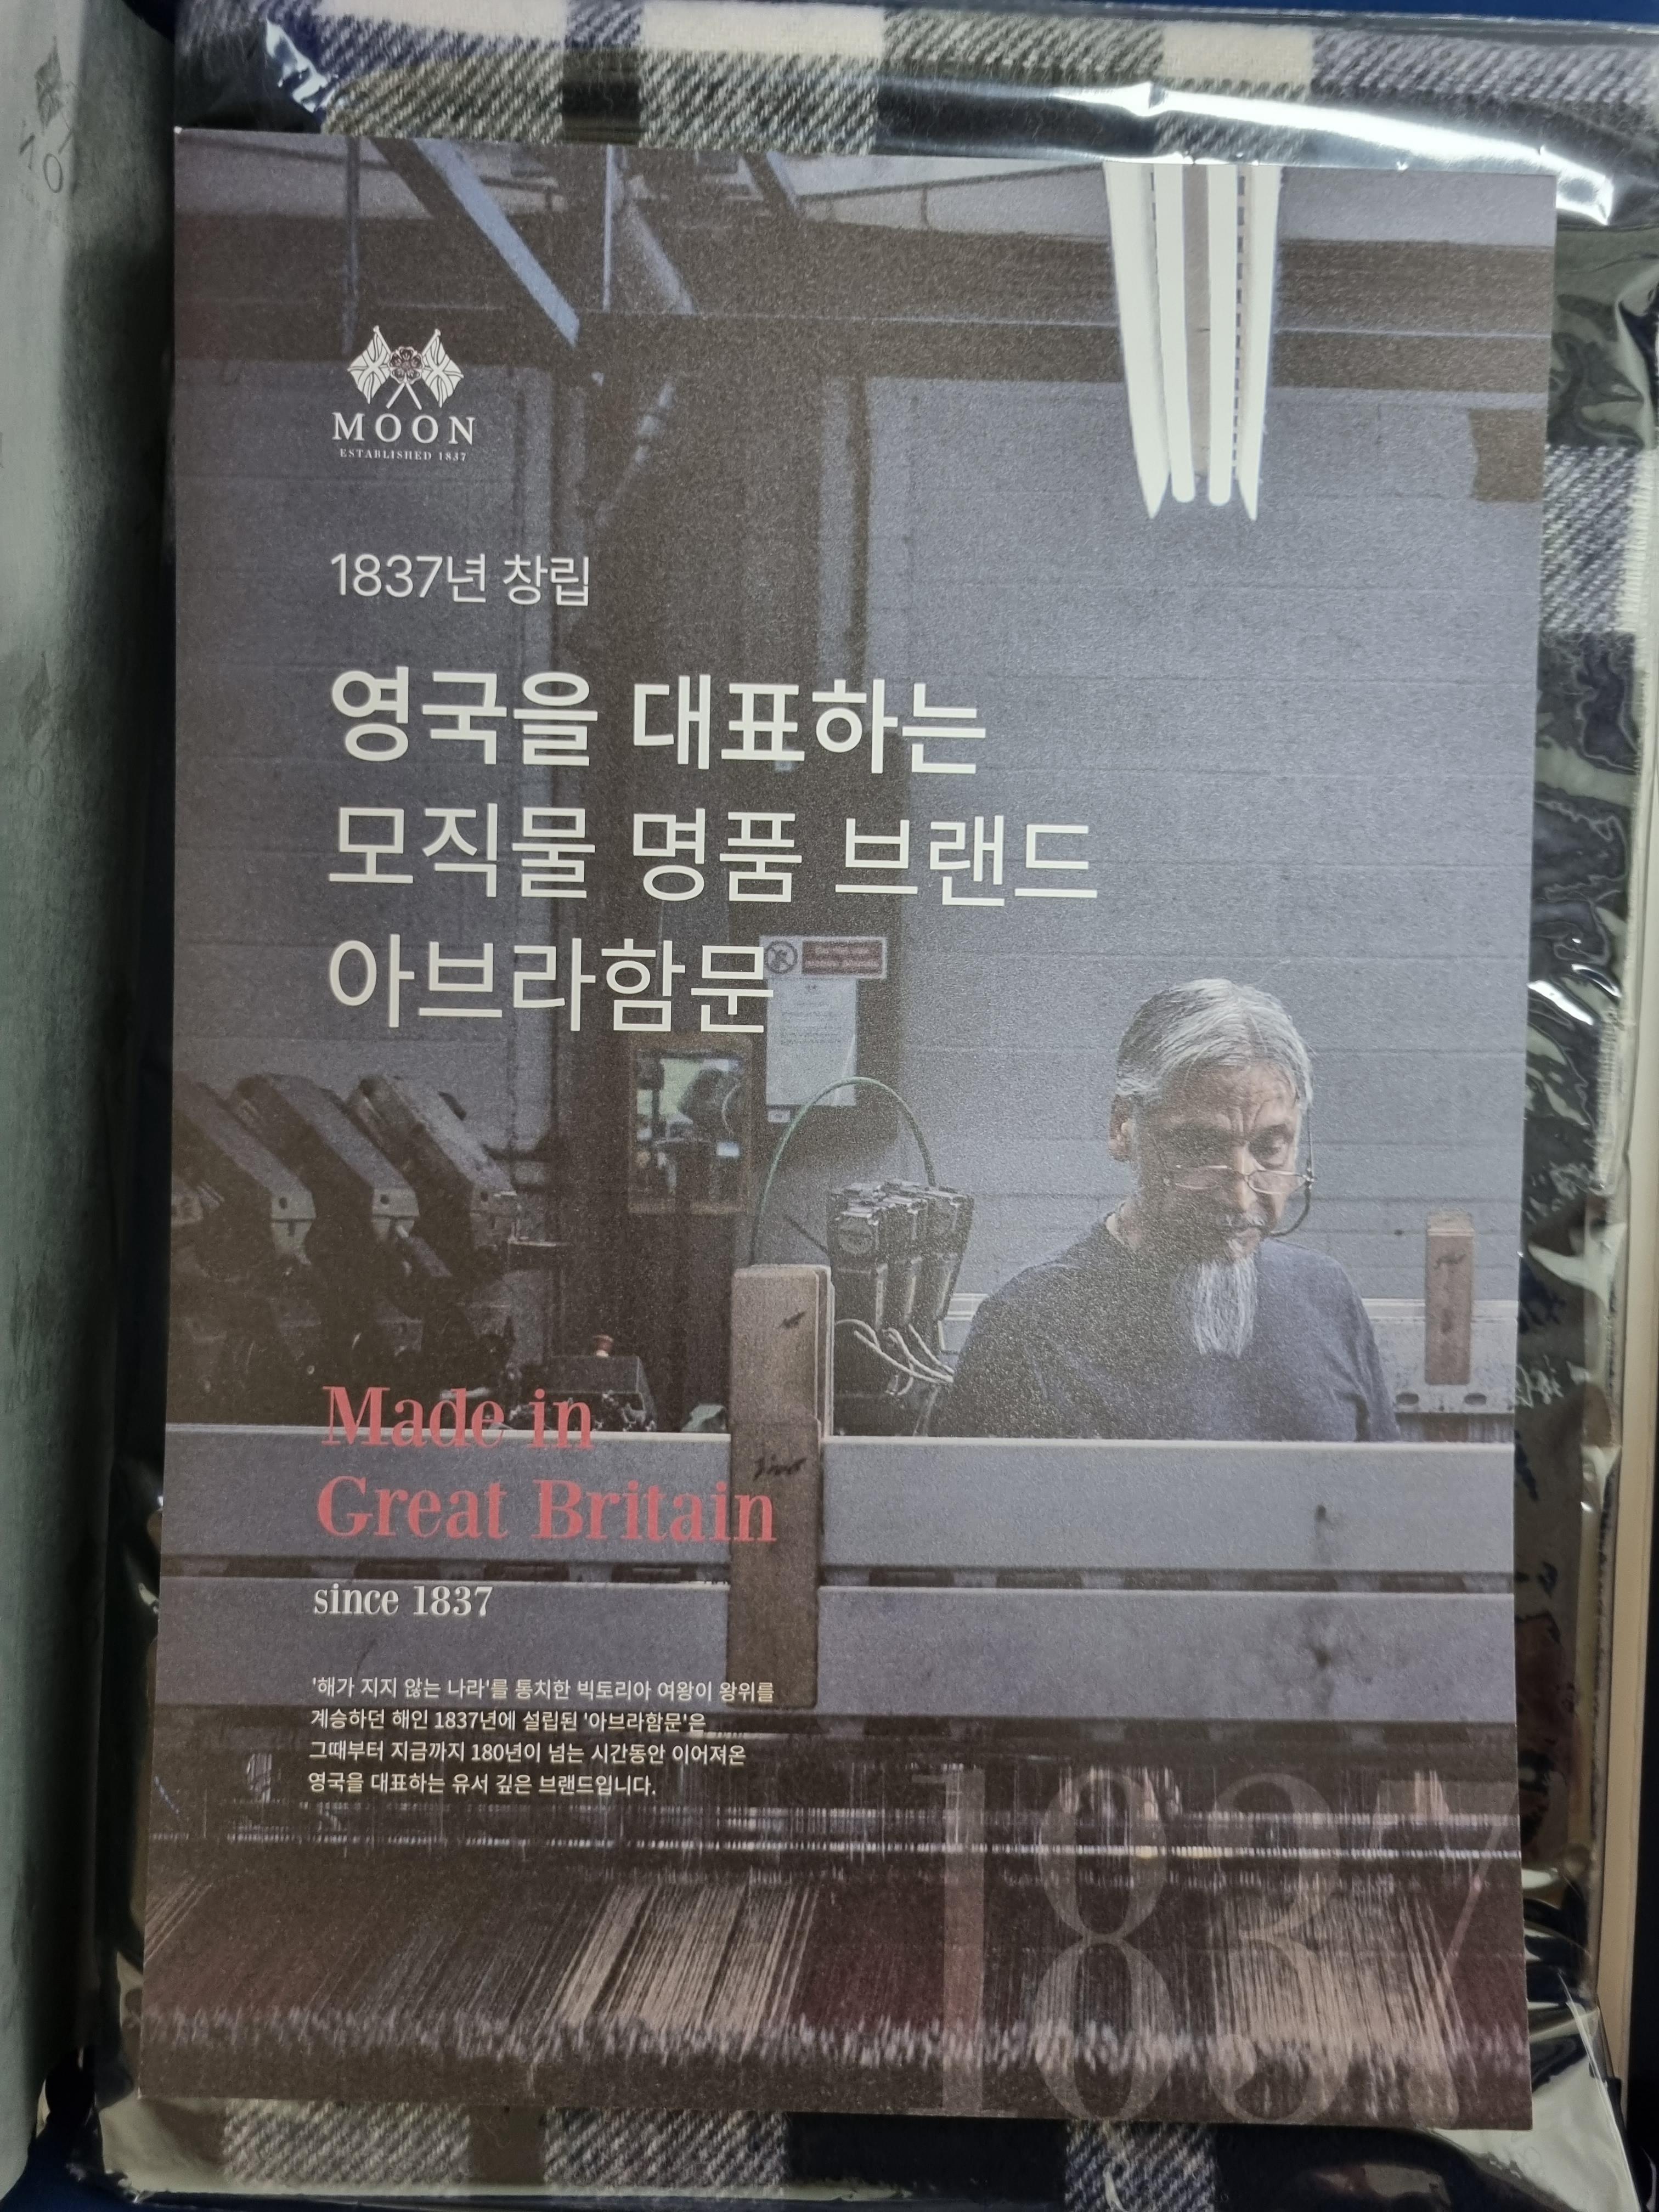 MOON
ESTABLISHED 1837
1837년 창립
영국을 대표하는
모직물 명품 브랜드
아브라함문
Made in
Great Britain
since 1837
'해가 지지 않는 나라'를 통치한 빅토리아 여왕이 왕위를
계승하던 해인 1837년에 설립된 '아브라함문'은
그때부터 지금까지 180년이 넘는 시간동안 이어져온
영국을 대표하는 유서 깊은 브랜드입니다.
1837